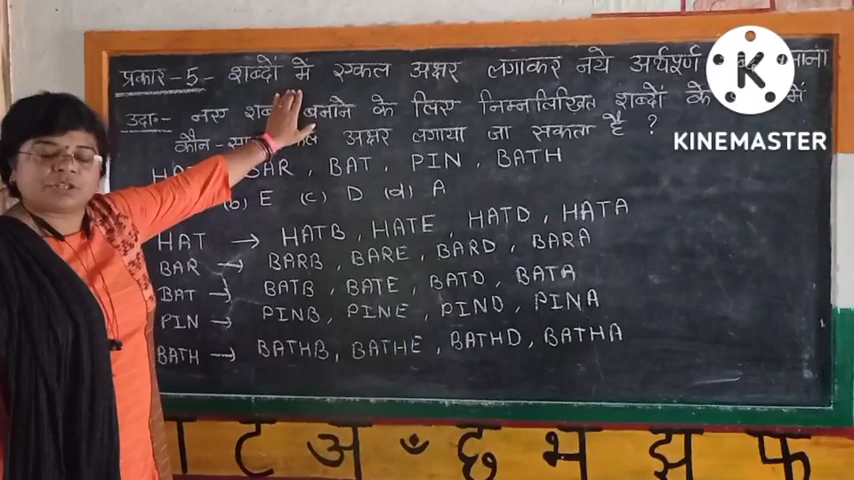 प्रकार-5- शब्दों में एकल अक्षर लगाकर नये अर्थपूर्ण
उदा०- नए बनाने के लिए निम्नलिखित शब्दों के में
कौन-सा अक्षर लगाया जा सकता है ?
BAR, BAT, PIN, BATH
E (c) D A
HAT → HATB, HATE, HATD, HATA
BAR → BARB, BARE, BARD, BARA
BAT → BATB, BATE, BATD, BATA
PIN → PINB, PINE, PIND, PINA
BATH → BATHB, BATHE, BATHD, BATHA
K
KINEMASTER
ट अ छ भ झ फ